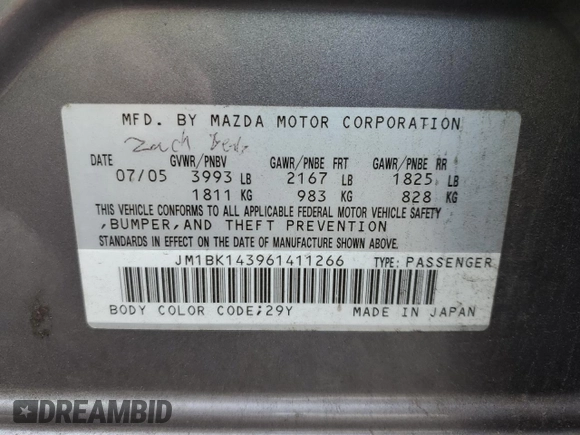 MFD. BY MAZDA MOTOR CORPORATION
Zach
DATE GVWR/PNBV GAWR/PNBE FRT GAWR/PNBE RR
07/05 3993 LB 2167 LB 1825 LB
1811 KG 983 KG 828 KG
THIS VEHICLE CONFORMS TO ALL APPLICABLE FEDERAL MOTOR VEHICLE SAFETY
,BUMPER,AND THEFT PREVENTION
STANDARDS IN EFFECT ON THE DATE OF MANUFACTURE SHOWN ABOVE.
JM1BK143961411266 TYPE: PASSENGER
BODY COLOR CODE;29Y MADE IN JAPAN
DREAMBID